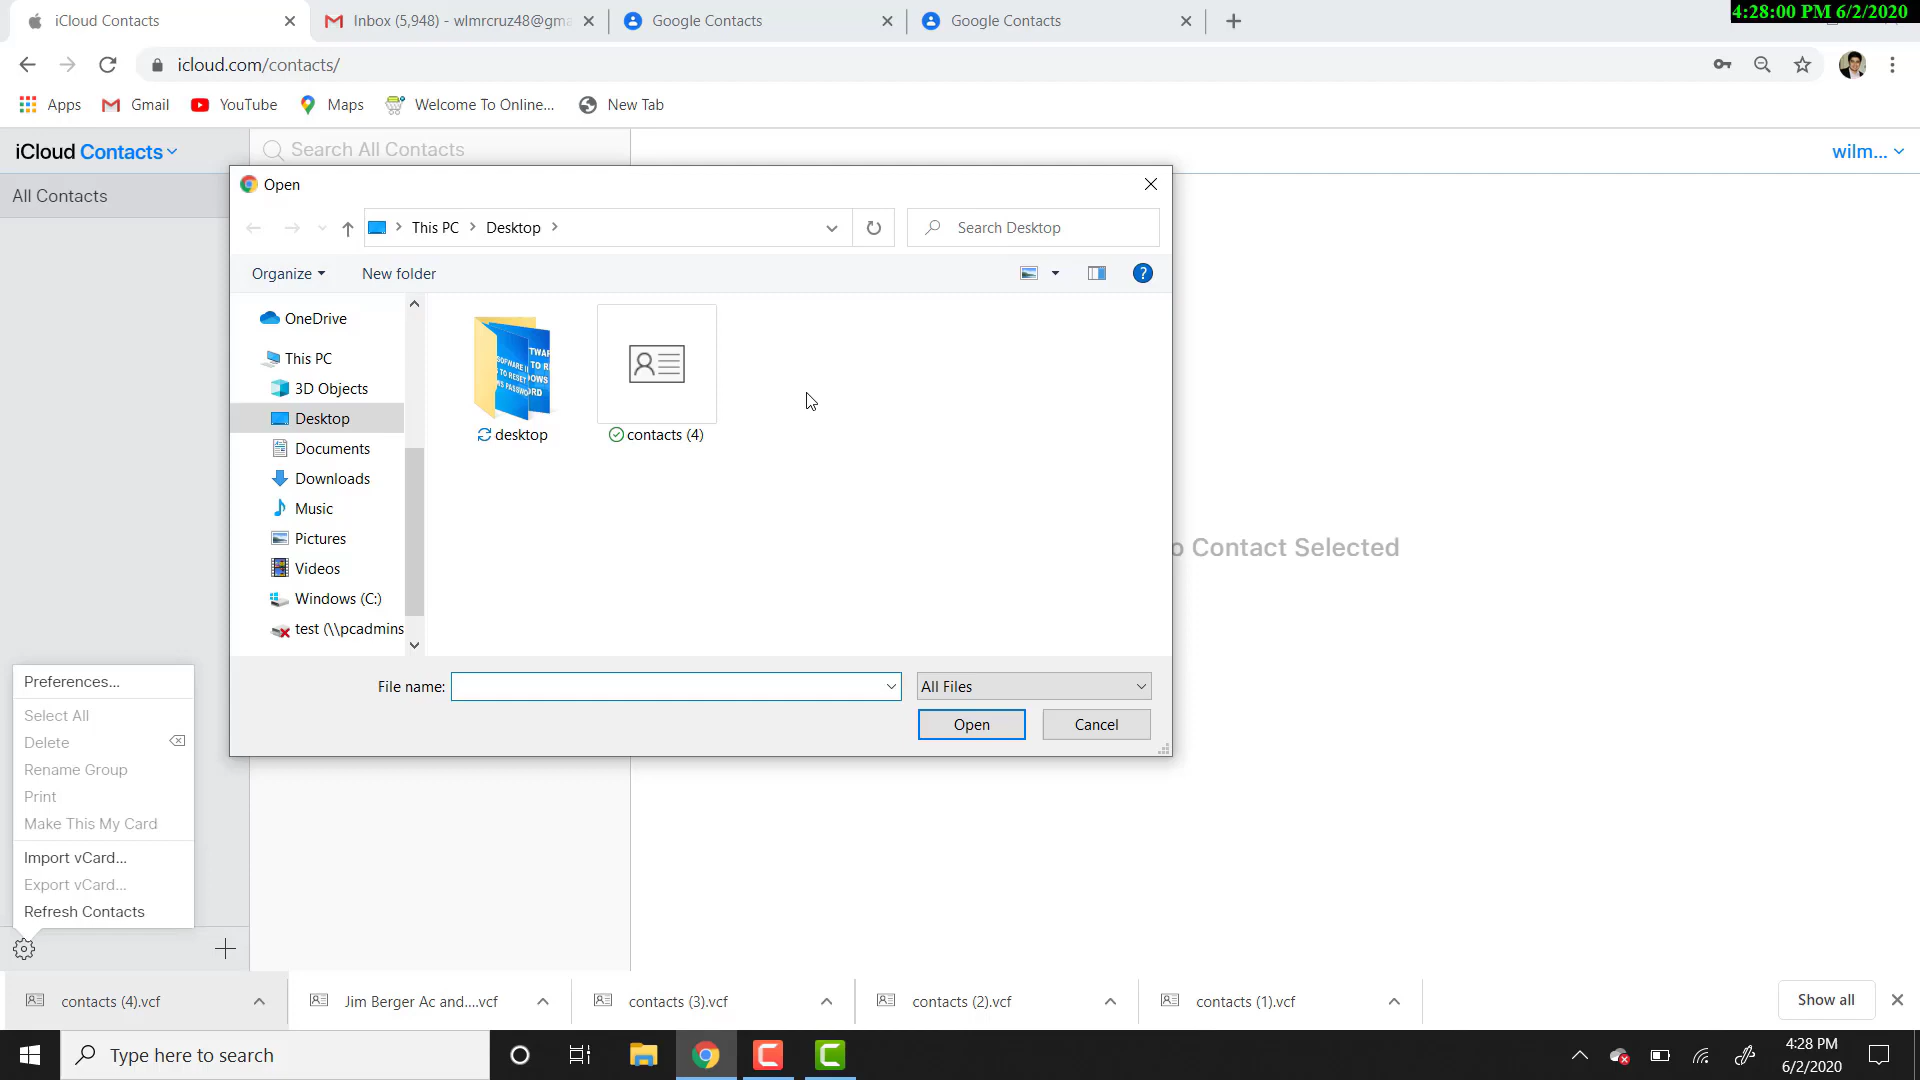 iCloud Contacts
Inbox (5,948) - wlmrcruz48@gma
Google Contacts
Google Contacts
4:28:00 PM 6/2/2020
icloud.com/contacts/
Apps
Gmail
YouTube
Maps
Welcome To Online...
New Tab
iCloud Contacts
Search All Contacts
wilm...
All Contacts
Open
This PC
Desktop
Search Desktop
Organize
New folder
OneDrive
This PC
3D Objects
Desktop
Documents
Downloads
Music
Pictures
Videos
Windows (C:)
test (\\pcadmins
desktop
contacts (4)
o Contact Selected
File name:
All Files
Open
Cancel
Preferences...
Select All
Delete
Rename Group
Print
Make This My Card
Import vCard...
Export vCard...
Refresh Contacts
contacts (4).vcf
Jim Berger Ac and....vcf
contacts (3).vcf
contacts (2).vcf
contacts (1).vcf
Show all
Type here to search
4:28 PM
6/2/2020